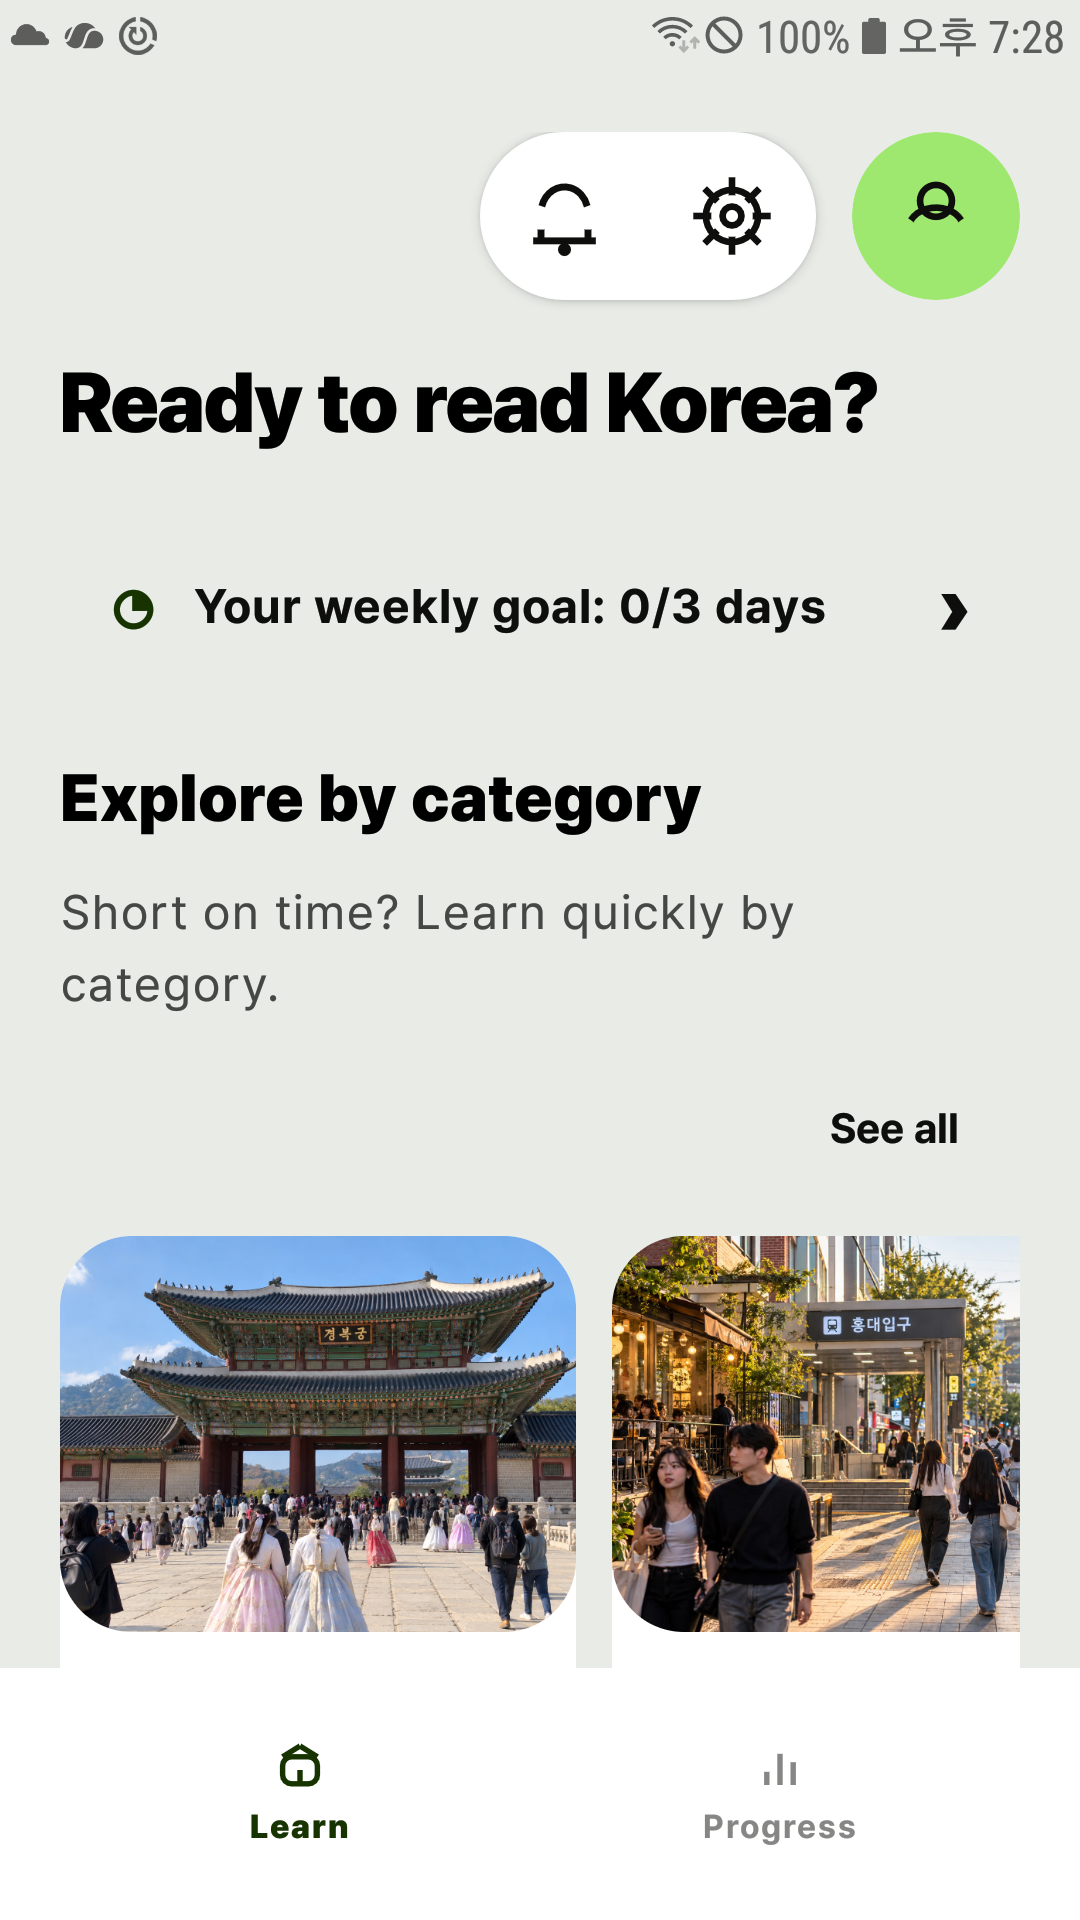 100% 오후 7:28
Ready to read Korea?
Your weekly goal: 0/3 days
Explore by category
Short on time? Learn quickly by
category.
See all
경복궁
홍대입구
Learn
Progress